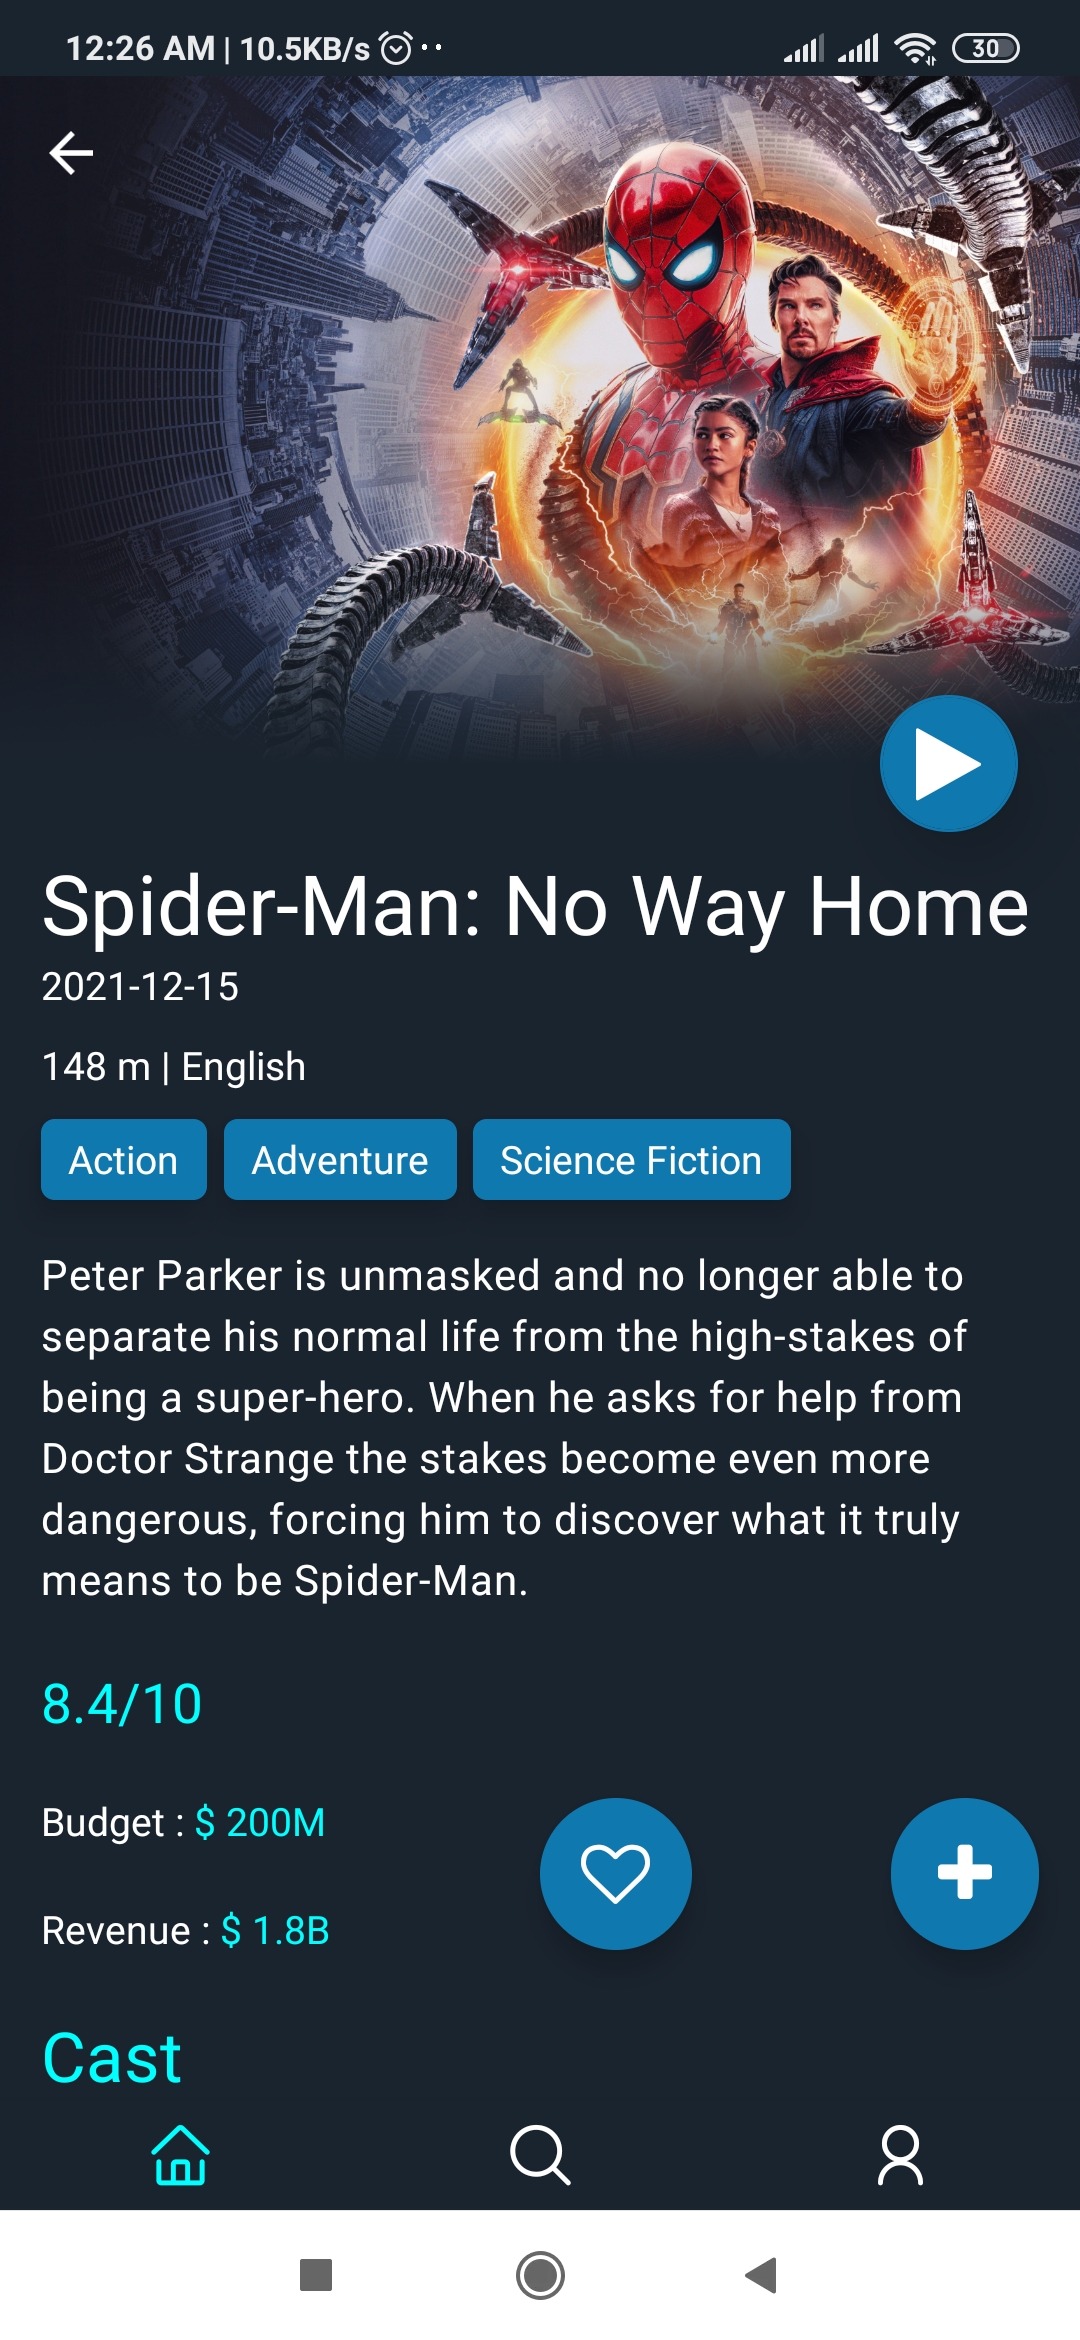 12:26 AM | 10.5KB/s
30
Spider-Man: No Way Home
2021-12-15
148 m | English
Action Adventure Science Fiction
Peter Parker is unmasked and no longer able to
separate his normal life from the high-stakes of
being a super-hero. When he asks for help from
Doctor Strange the stakes become even more
dangerous, forcing him to discover what it truly
means to be Spider-Man.
8.4/10
Budget : $ 200M
Revenue : $ 1.8B
Cast